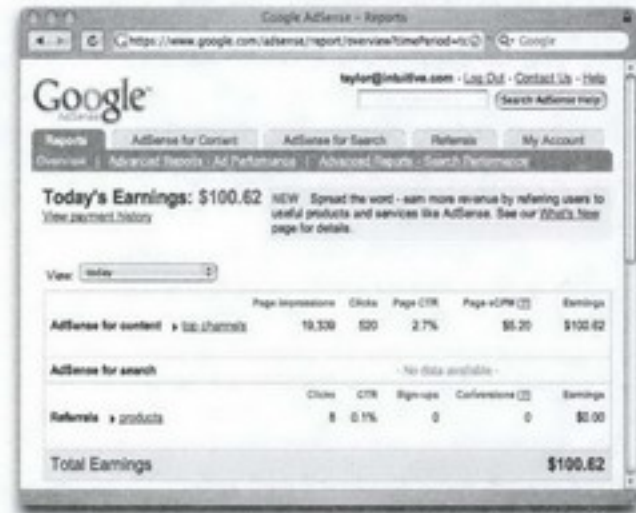 Google AdSense – Reports
https://www.google.com/adsense/report/overview?timePeriod=to Google
taylor@intuitive.com - Log Out - Contact Us - Help
Google
AdSense
Search AdSense Help
Reports AdSense for Content AdSense for Search Referrals My Account
Overview | Advanced Reports - Ad Performance | Advanced Reports - Search Performance
Today's Earnings: $100.62
View payment history
NEW Spread the word - earn more revenue by referring users to
useful products and services like AdSense. See our What's New
page for details.
View: today
Page impressions Clicks Page CTR Page eCPM [?] Earnings
AdSense for content ▸ top channels 19,339 520 2.7% $5.20 $100.62
AdSense for search - No data available -
Clicks CTR Sign-ups Conversions [?] Earnings
Referrals ▸ products 8 0.1% 0 0 $0.00
Total Earnings $100.62